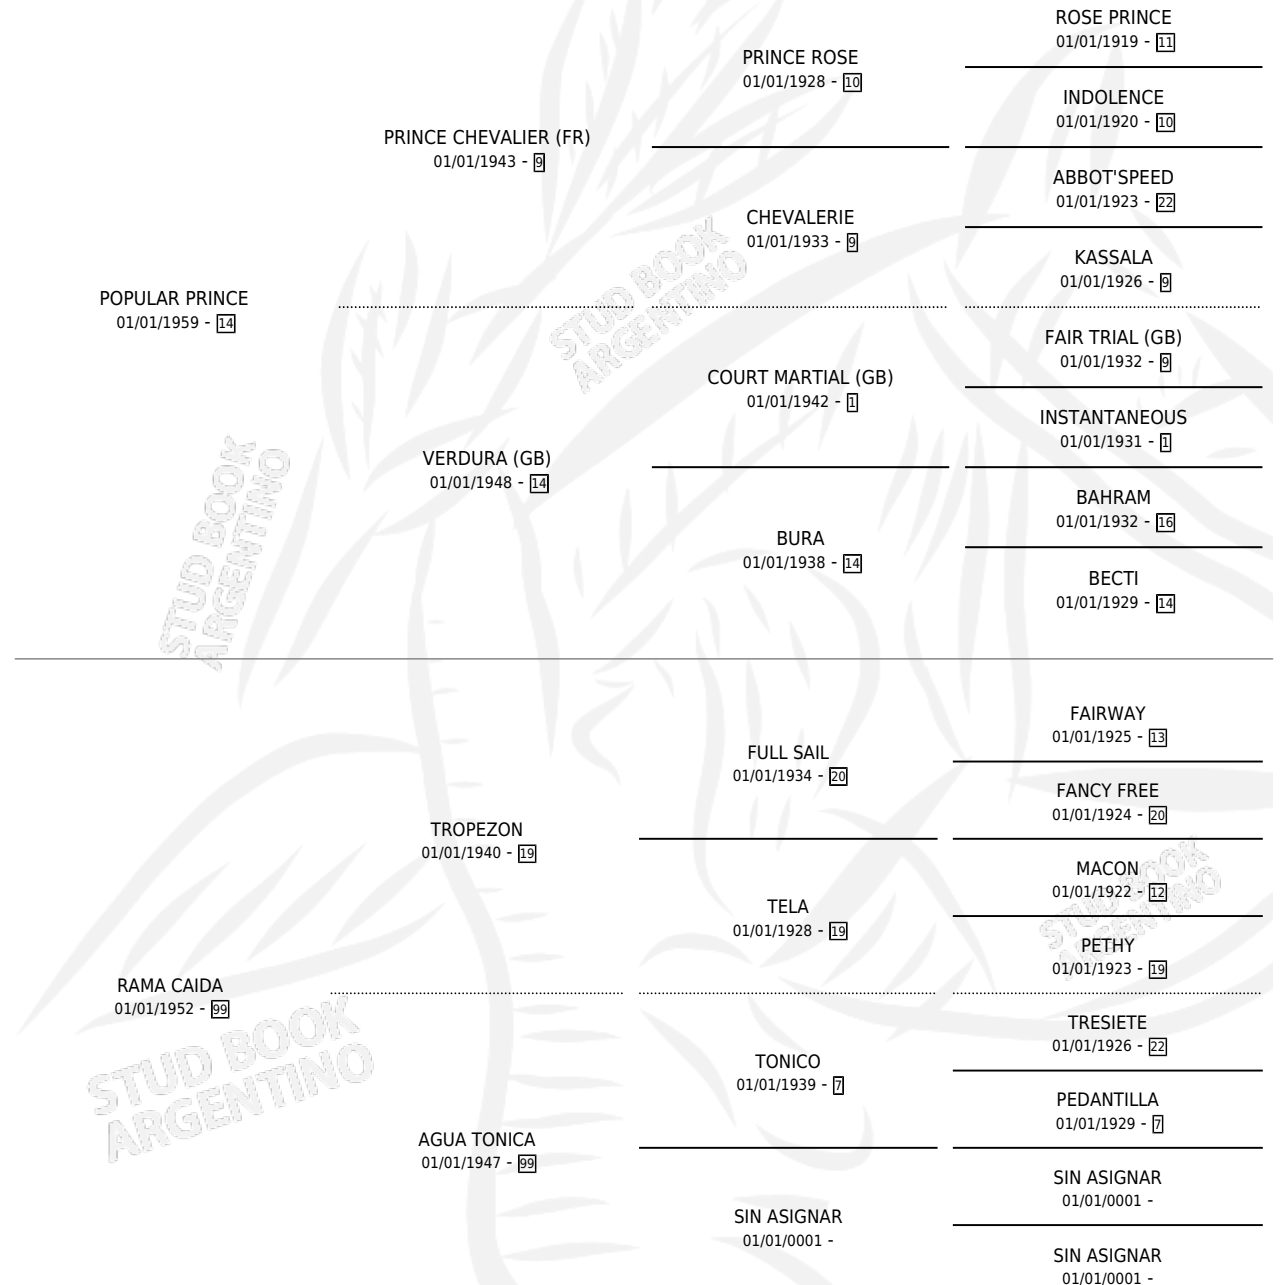 ROSE PRINCE
01/01/1919 - 11
PRINCE ROSE
01/01/1928 - 10
INDOLENCE
01/01/1920 - 10
PRINCE CHEVALIER (FR)
01/01/1943 - 9
ABBOT'SPEED
01/01/1923 - 22
CHEVALERIE
01/01/1933 - 9
KASSALA
01/01/1926 - 9
POPULAR PRINCE
01/01/1959 - 14
FAIR TRIAL (GB)
01/01/1932 - 9
COURT MARTIAL (GB)
01/01/1942 - 1
INSTANTANEOUS
01/01/1931 - 1
VERDURA (GB)
01/01/1948 - 14
BAHRAM
01/01/1932 - 16
BURA
01/01/1938 - 14
BECTI
01/01/1929 - 14
FAIRWAY
01/01/1925 - 13
FULL SAIL
01/01/1934 - 20
FANCY FREE
01/01/1924 - 20
TROPEZON
01/01/1940 - 19
MACON
01/01/1922 - 12
TELA
01/01/1928 - 19
PETHY
01/01/1923 - 19
RAMA CAIDA
01/01/1952 - 99
TRESIETE
01/01/1926 - 22
TONICO
01/01/1939 - 7
PEDANTILLA
01/01/1929 - 7
AGUA TONICA
01/01/1947 - 99
SIN ASIGNAR
01/01/0001 -
SIN ASIGNAR
01/01/0001 -
SIN ASIGNAR
01/01/0001 -
STUD BOOK
ARGENTINO
STUD BOOK
ARGENTINO
STUD BOOK
ARGENTINO
STUD BOOK
ARGENTINO